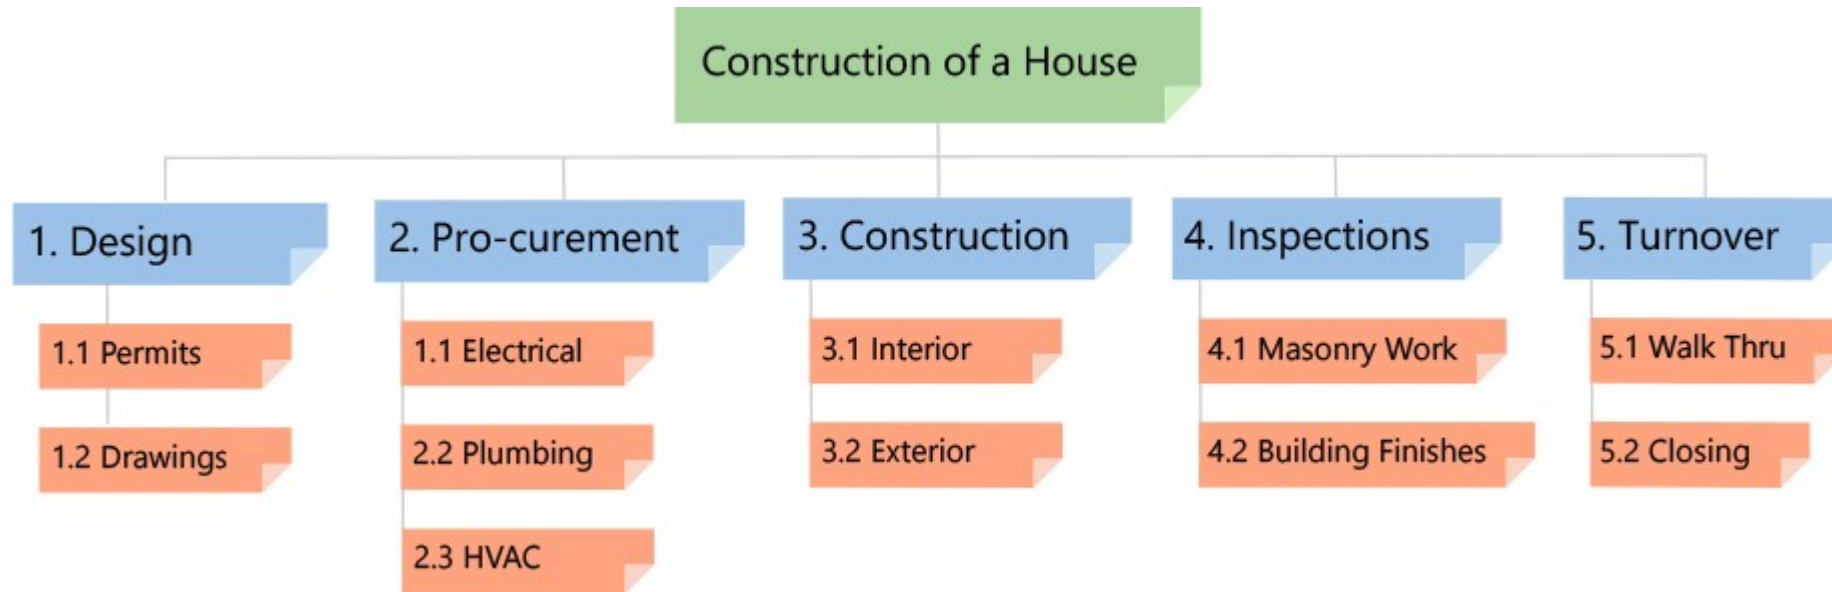 Construction of a House
1. Design
1.1 Permits
1.2 Drawings
2. Pro-curement
1.1 Electrical
2.2 Plumbing
2.3 HVAC
3. Construction
3.1 Interior
3.2 Exterior
4. Inspections
4.1 Masonry Work
4.2 Building Finishes
5. Turnover
5.1 Walk Thru
5.2 Closing